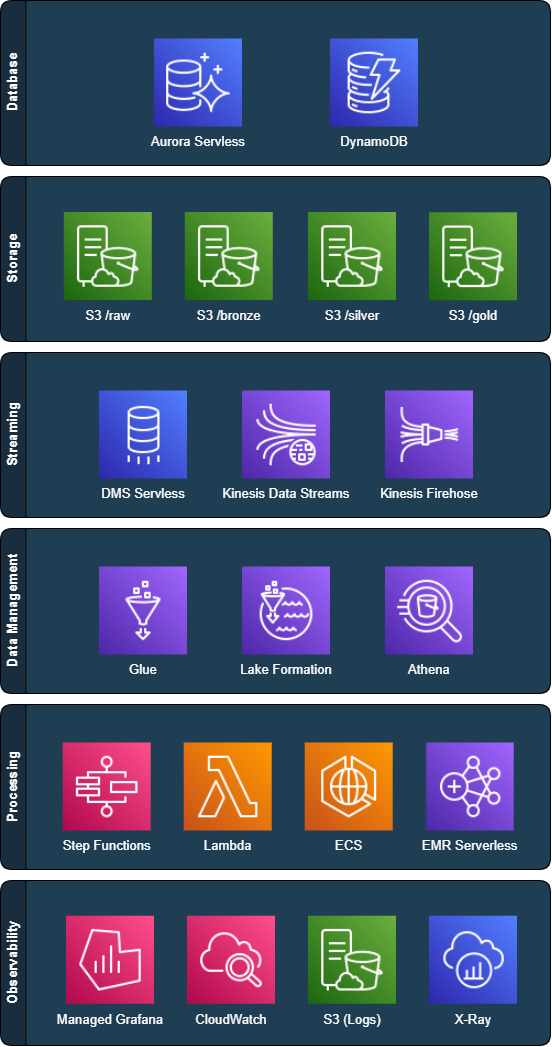 Database
Aurora Servless
DynamoDB
Storage
S3 /raw
S3 /bronze
S3 /silver
S3 /gold
Streaming
DMS Servless
Kinesis Data Streams
Kinesis Firehose
Data Management
Glue
Lake Formation
Athena
Processing
Step Functions
Lambda
ECS
EMR Serverless
Observability
Managed Grafana
CloudWatch
S3 (Logs)
X-Ray